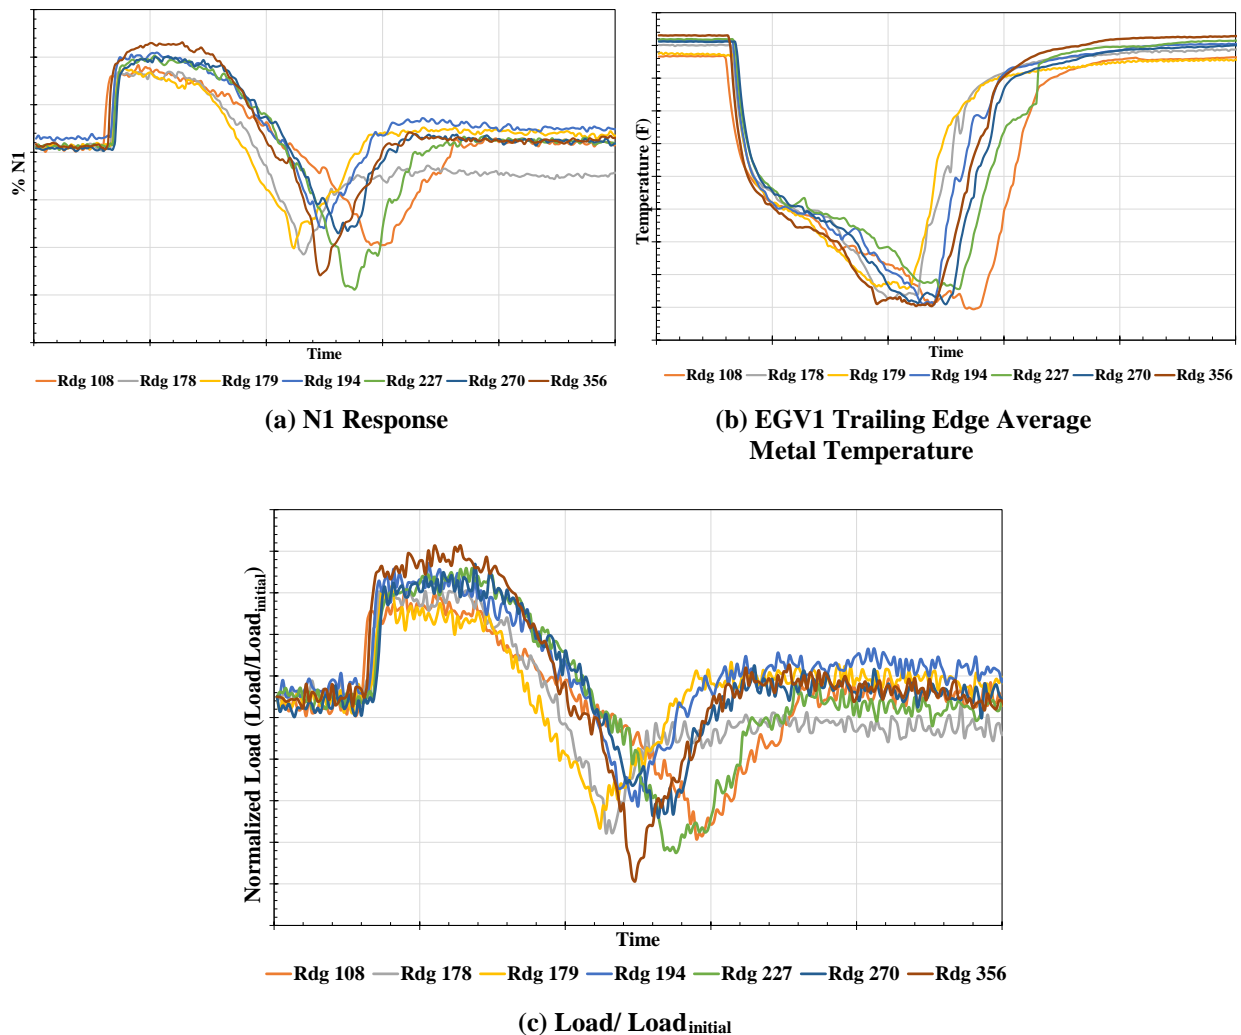 % N1
Time
Rdg 108 Rdg 178 Rdg 179 Rdg 194 Rdg 227 Rdg 270 Rdg 356
(a) N1 Response
Temperature (F)
Time
Rdg 108 Rdg 178 Rdg 179 Rdg 194 Rdg 227 Rdg 270 Rdg 356
(b) EGV1 Trailing Edge Average
Metal Temperature
Normalized Load (Load/Load_initial)
Time
Rdg 108 Rdg 178 Rdg 179 Rdg 194 Rdg 227 Rdg 270 Rdg 356
(c) Load/ Load_initial